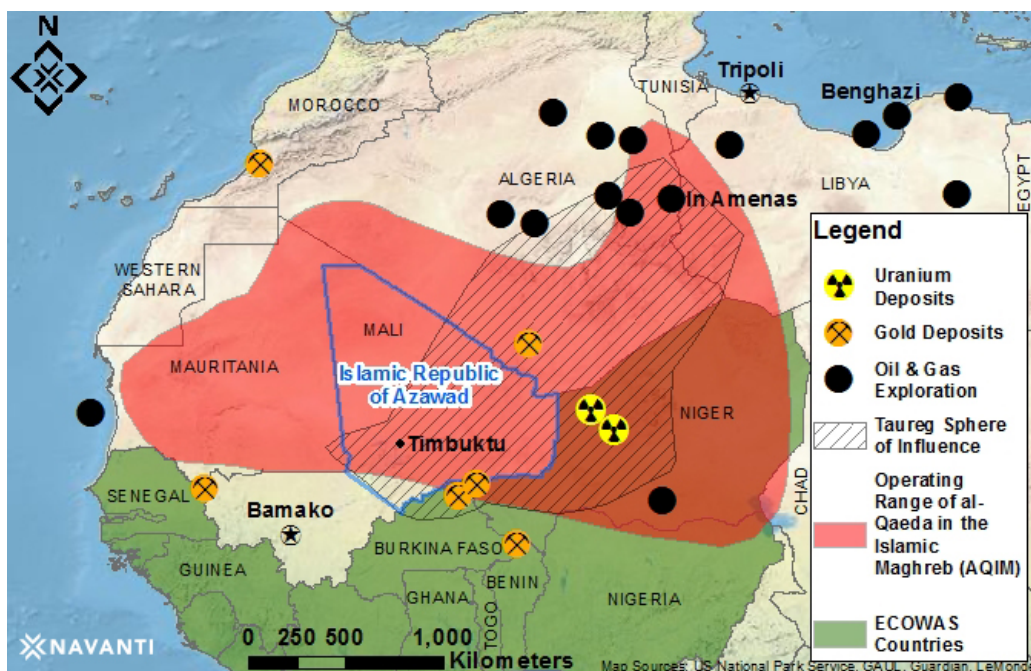 N
MOROCCO
TUNISIA
Tripoli
Benghazi
ALGERIA
LIBYA
EGYPT
In Amenas
WESTERN
SAHARA
MALI
MAURITANIA
Islamic Republic
of Azawad
Timbuktu
NIGER
CHAD
SENEGAL
Bamako
BURKINA FASO
GUINEA
BENIN
GHANA
TOGO
NIGERIA
Legend
Uranium
Deposits
Gold Deposits
Oil & Gas
Exploration
Taureg Sphere
of Influence
Operating
Range of al-
Qaeda in the
Islamic
Maghreb (AQIM)
ECOWAS
Countries
NAVANTI
0 250 500 1,000
Kilometers
Map Sources: US National Park Service, GAUL, Guardian, LeMonde